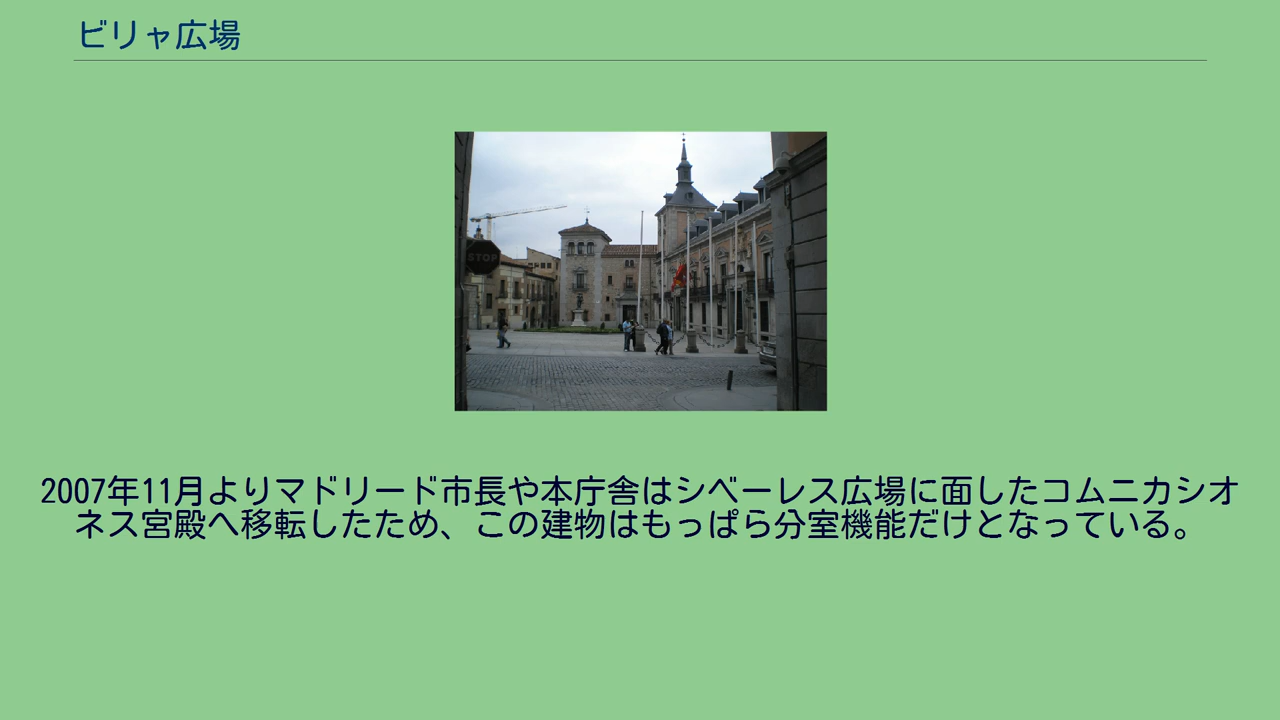 ビリャ広場
STOP
2007年11月よりマドリード市長や本庁舎はシベーレス広場に面したコムニカシオ
ネス宮殿へ移転したため、この建物はもっぱら分室機能だけとなっている。